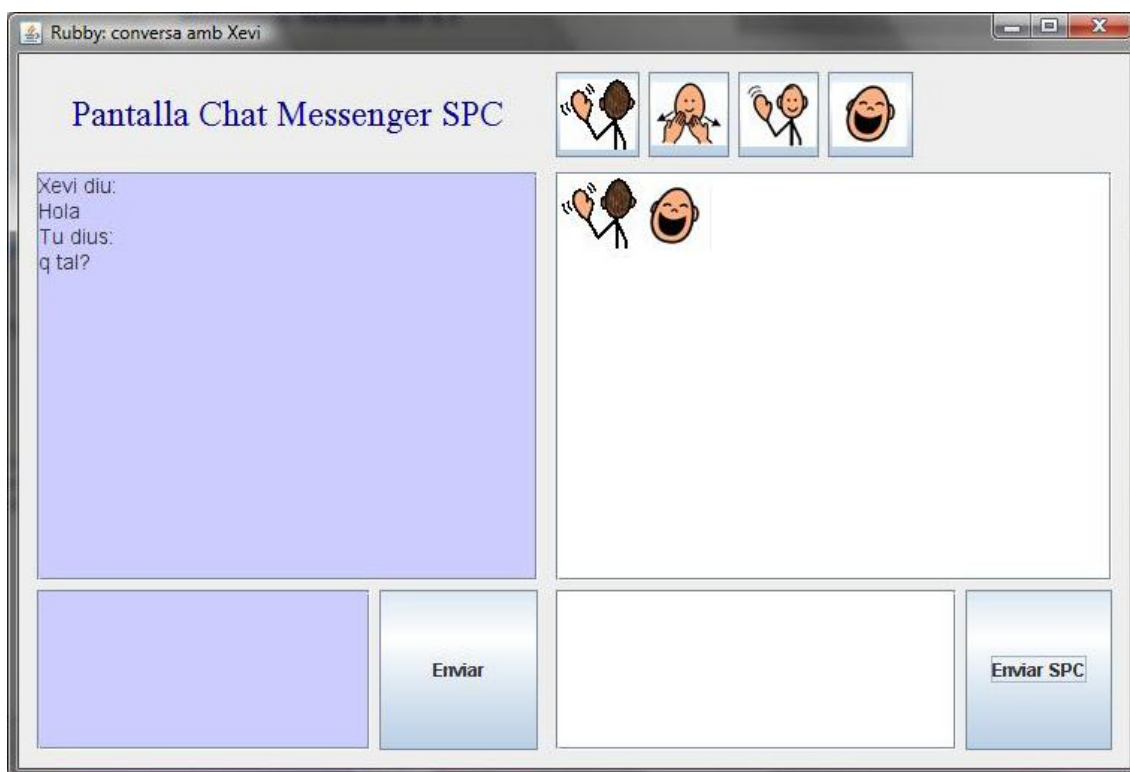 Rubby: conversa amb Xevi
Pantalla Chat Messenger SPC
Xevi diu:
Hola
Tu dius:
q tal?
Enviar
Enviar SPC